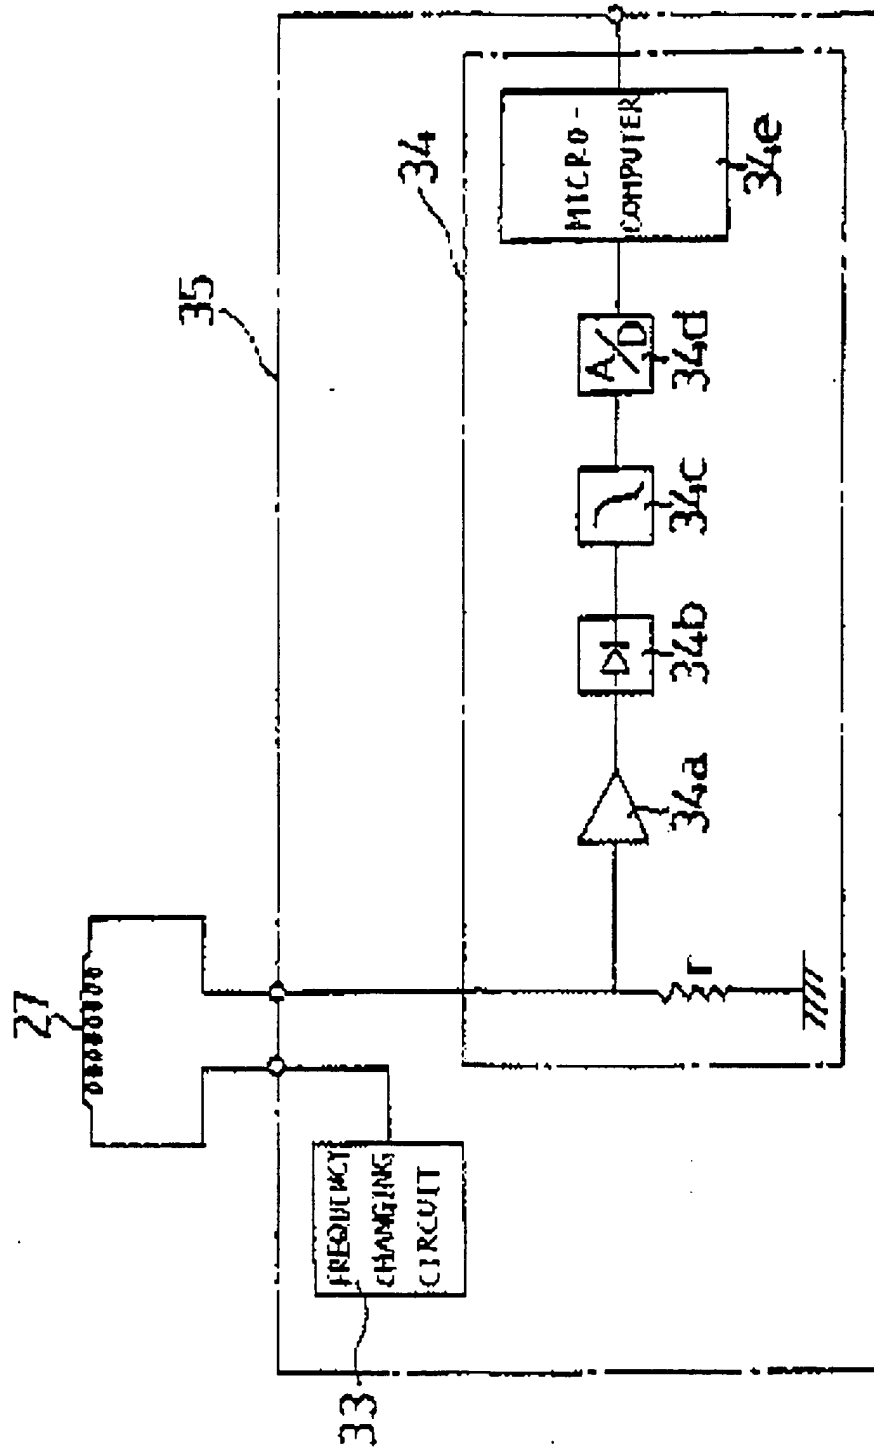 27
35
34
33
FREQUENCY
CHANGING
CIRCUIT
r
34a
34b
34c
A/D
34d
MICRO-
COMPUTER
34e